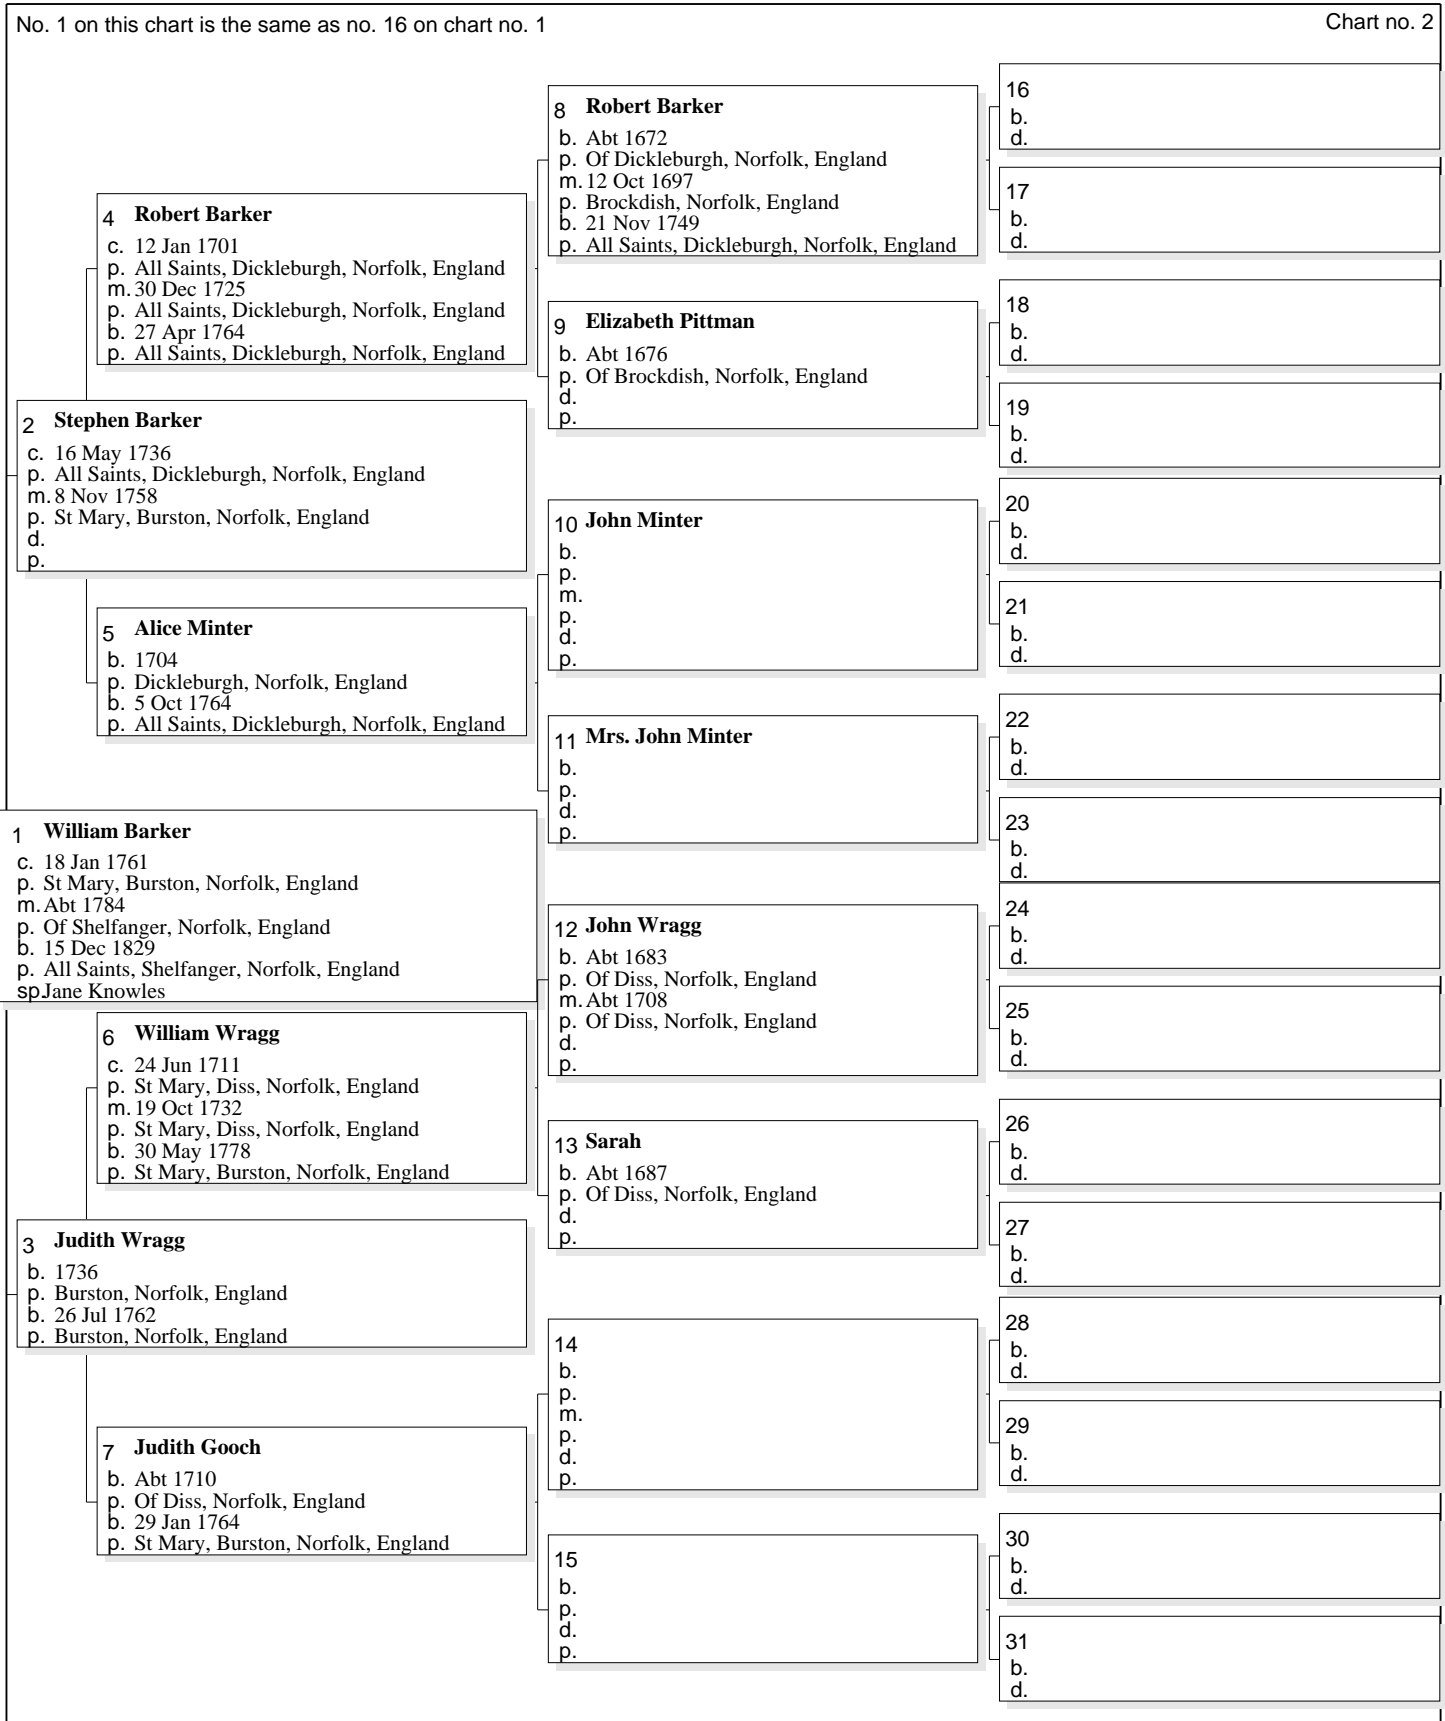 No. 1 on this chart is the same as no. 16 on chart no. 1
Chart no. 2
1 William Barker
c. 18 Jan 1761
p. St Mary, Burston, Norfolk, England
m. Abt 1784
p. Of Shelfanger, Norfolk, England
b. 15 Dec 1829
p. All Saints, Shelfanger, Norfolk, England
sp. Jane Knowles
2 Stephen Barker
c. 16 May 1736
p. All Saints, Dickleburgh, Norfolk, England
m. 8 Nov 1758
p. St Mary, Burston, Norfolk, England
d.
p.
3 Judith Wragg
b. 1736
p. Burston, Norfolk, England
b. 26 Jul 1762
p. Burston, Norfolk, England
4 Robert Barker
c. 12 Jan 1701
p. All Saints, Dickleburgh, Norfolk, England
m. 30 Dec 1725
p. All Saints, Dickleburgh, Norfolk, England
b. 27 Apr 1764
p. All Saints, Dickleburgh, Norfolk, England
5 Alice Minter
b. 1704
p. Dickleburgh, Norfolk, England
b. 5 Oct 1764
p. All Saints, Dickleburgh, Norfolk, England
6 William Wragg
c. 24 Jun 1711
p. St Mary, Diss, Norfolk, England
m. 19 Oct 1732
p. St Mary, Diss, Norfolk, England
b. 30 May 1778
p. St Mary, Burston, Norfolk, England
7 Judith Gooch
b. Abt 1710
p. Of Diss, Norfolk, England
b. 29 Jan 1764
p. St Mary, Burston, Norfolk, England
8 Robert Barker
b. Abt 1672
p. Of Dickleburgh, Norfolk, England
m. 12 Oct 1697
p. Brockdish, Norfolk, England
b. 21 Nov 1749
p. All Saints, Dickleburgh, Norfolk, England
9 Elizabeth Pittman
b. Abt 1676
p. Of Brockdish, Norfolk, England
d.
p.
10 John Minter
b.
p.
m.
p.
d.
p.
11 Mrs. John Minter
b.
p.
d.
p.
12 John Wragg
b. Abt 1683
p. Of Diss, Norfolk, England
m. Abt 1708
p. Of Diss, Norfolk, England
d.
p.
13 Sarah
b. Abt 1687
p. Of Diss, Norfolk, England
d.
p.
14
b.
p.
m.
p.
d.
p.
15
b.
p.
d.
p.
16
b.
d.
17
b.
d.
18
b.
d.
19
b.
d.
20
b.
d.
21
b.
d.
22
b.
d.
23
b.
d.
24
b.
d.
25
b.
d.
26
b.
d.
27
b.
d.
28
b.
d.
29
b.
d.
30
b.
d.
31
b.
d.